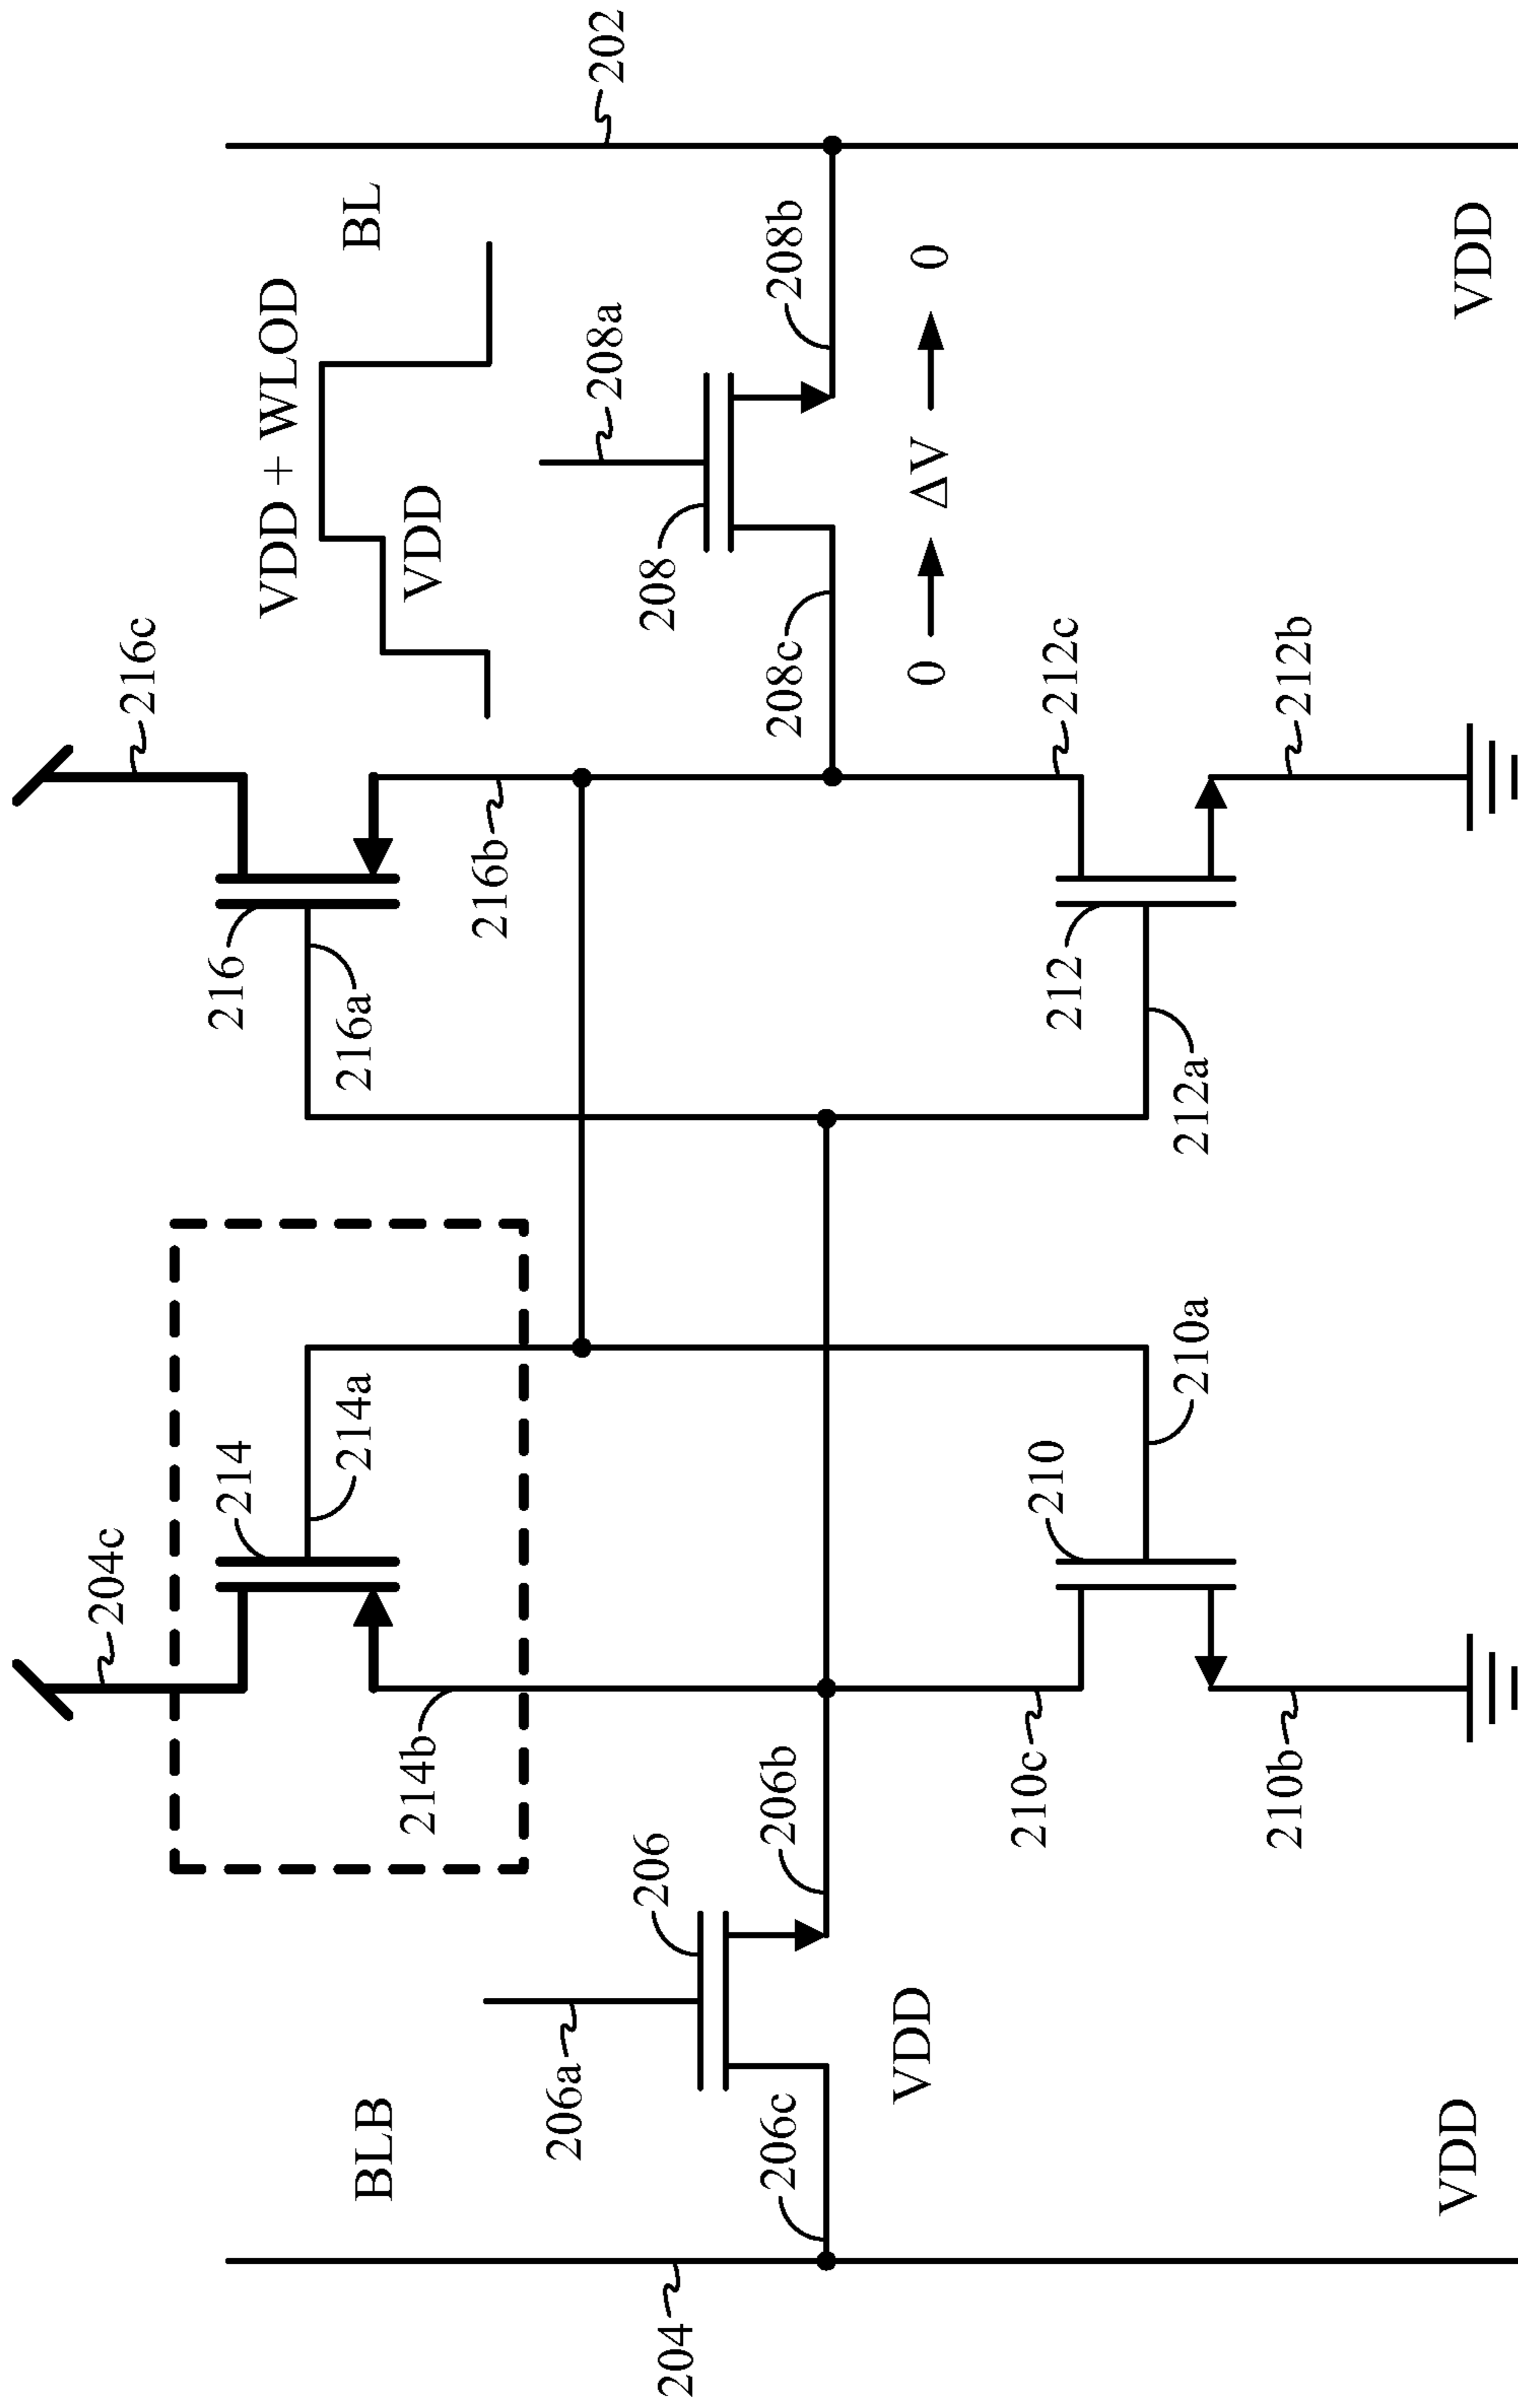 204c
216c
BLB
214
214a
216
216a
VDD + WLOD
VDD
BL
202
204
206a
206
214b
216b
208
208a
206c
206b
208c
208b
VDD
0 → ΔV → 0
210c
210
212
212c
210a
212a
210b
212b
VDD
VDD